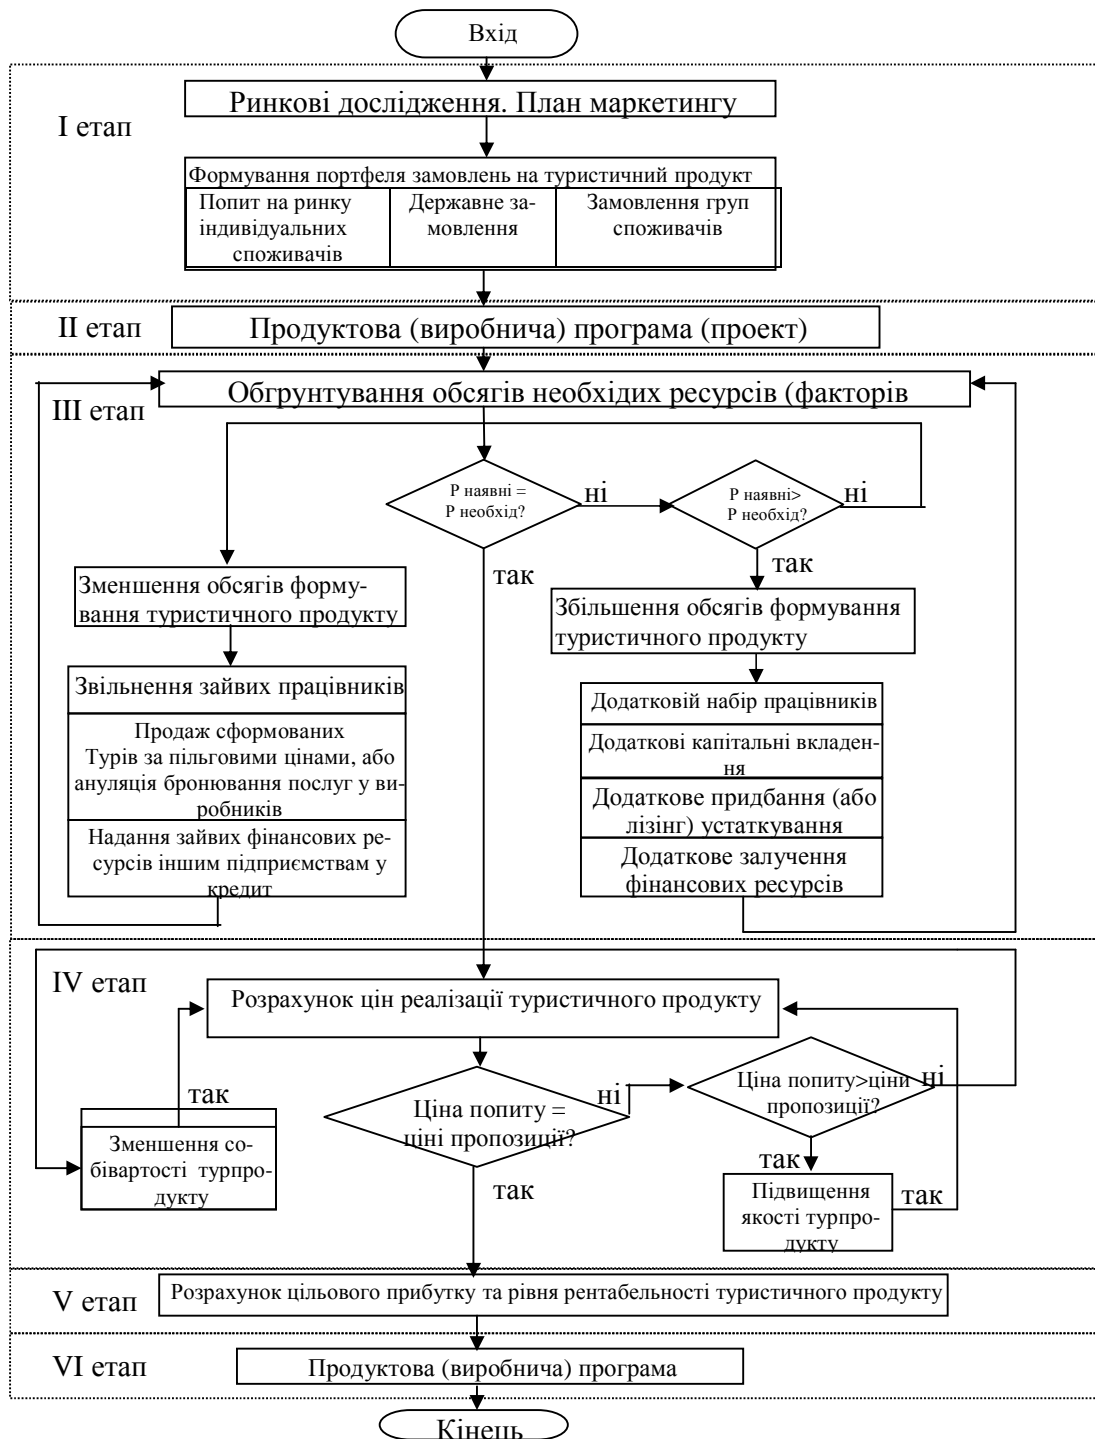 Вхід
І етап
Ринкові дослідження. План маркетингу
Формування портфеля замовлень на туристичний продукт
Попит на ринку
індивідуальних
споживачів
Державне за-
мовлення
Замовлення груп
споживачів
ІІ етап
Продуктова (виробнича) програма (проект)
ІІІ етап
Обгрунтування обсягів необхідих ресурсів (факторів
Р наявні =
Р необхід?
ні
Р наявні>
Р необхід?
ні
так
так
Зменшення обсягів форму-
вання туристичного продукту
Збільшення обсягів формування
туристичного продукту
Звільнення зайвих працівників
Продаж сформованих
Турів за пільговими цінами, або
ануляція бронювання послуг у ви-
робників
Надання зайвих фінансових ре-
сурсів іншим підприємствам у
кредит
Додатковій набір працівників
Додаткові капітальні вкладен-
ня
Додаткове придбання (або
лізінг) устаткування
Додаткове залучення
фінансових ресурсів
IV етап
Розрахунок цін реалізації туристичного продукту
так
Зменшення со-
бівартості турпро-
дукту
Ціна попиту =
ціні пропозиції?
ні
Ціна попиту>ціни
пропозиції?
ні
так
так
Підвищення
якості турпро-
дукту
так
V етап
Розрахунок цільового прибутку та рівня рентабельності туристичного продукту
VI етап
Продуктова (виробнича) програма
Кінець